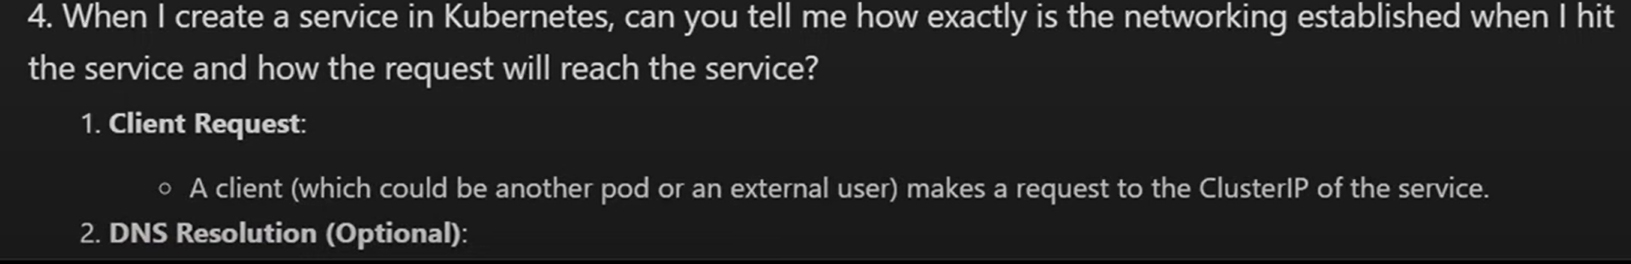 4. When I create a service in Kubernetes, can you tell me how exactly is the networking established when I hit
the service and how the request will reach the service?
1. Client Request:
○ A client (which could be another pod or an external user) makes a request to the ClusterIP of the service.
2. DNS Resolution (Optional):